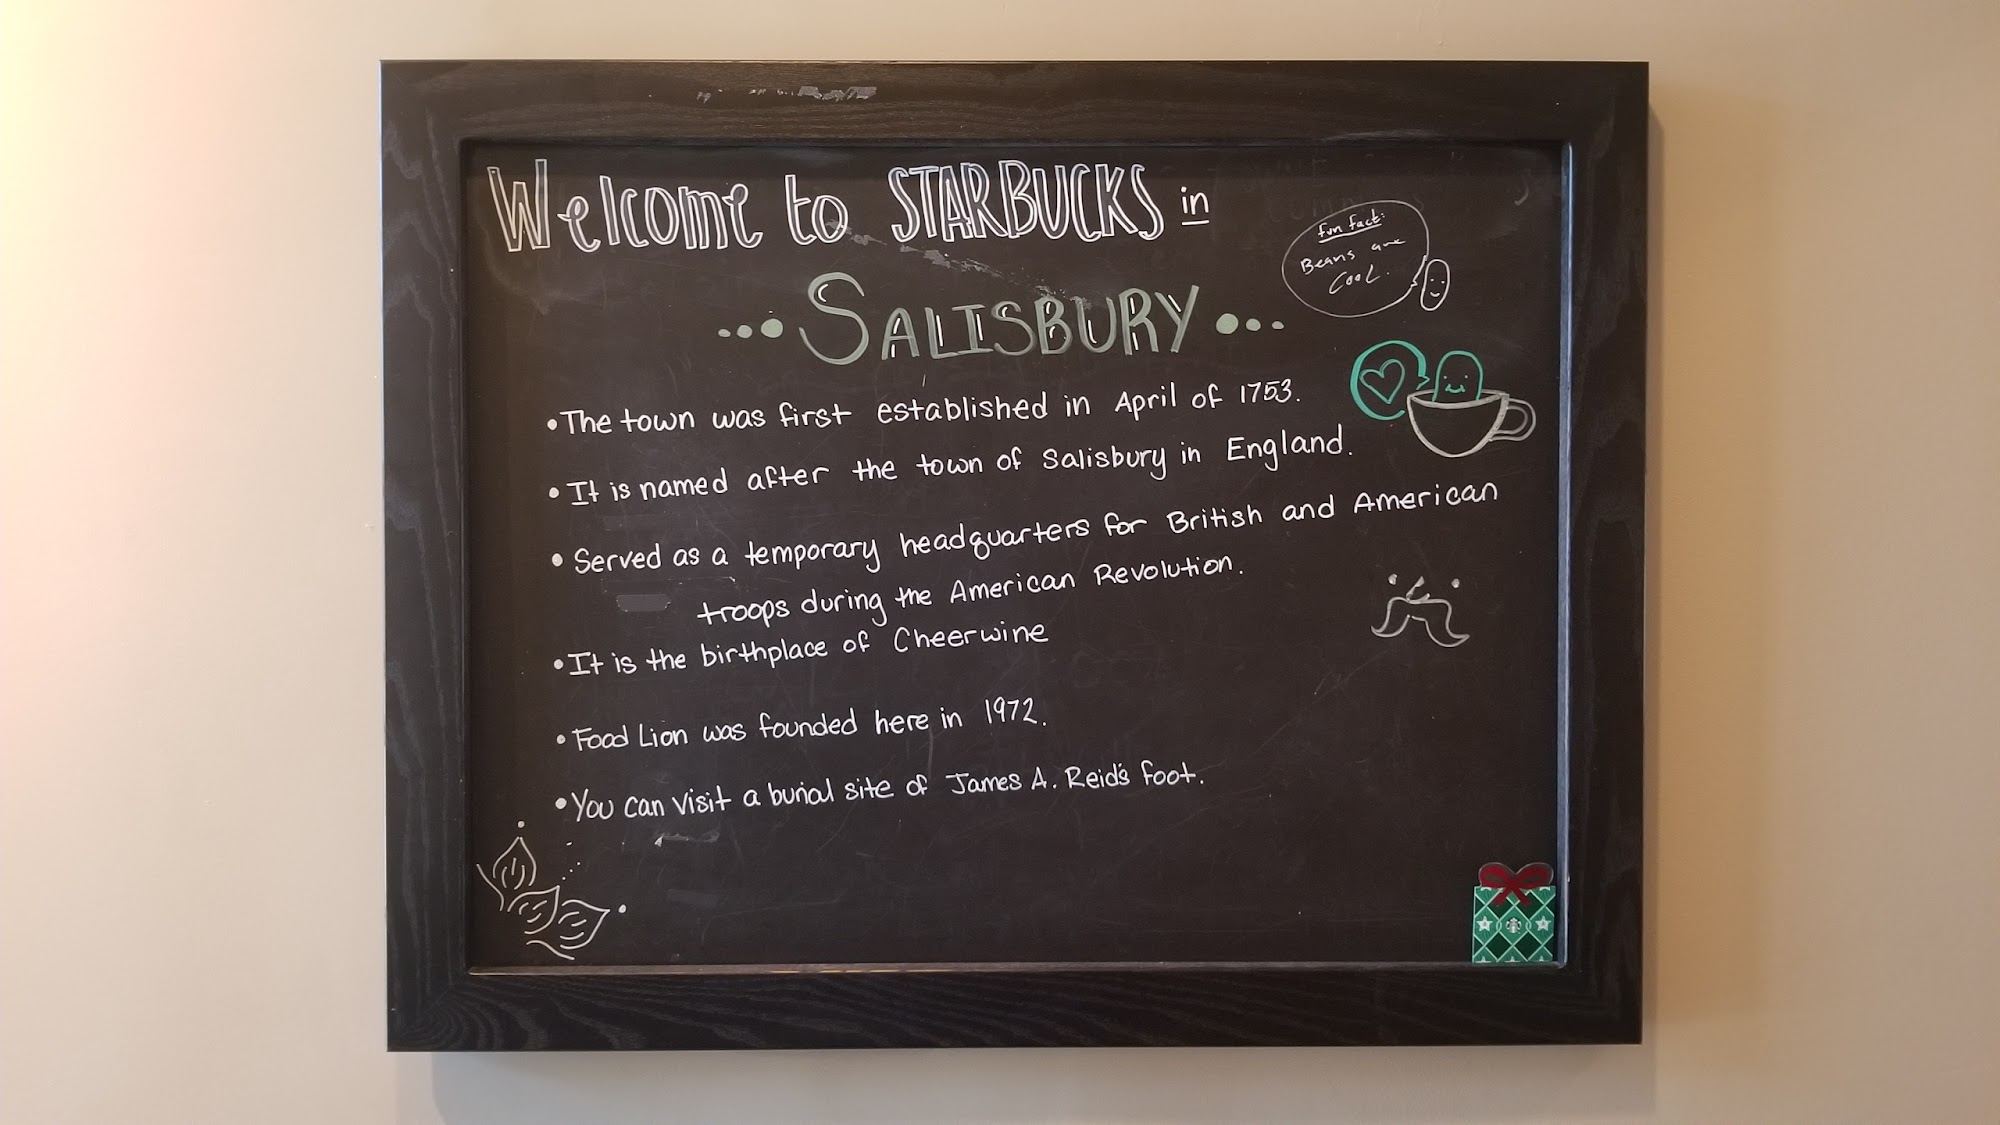 Welcome to STARBUCKS in
SALISBURY
fun fact:
Beans are
COOL.
• The town was first established in April of 1753.
• It is named after the town of Salisbury in England.
• Served as a temporary headquarters for British and American
troops during the American Revolution.
• It is the birthplace of Cheerwine
• Food Lion was founded here in 1972.
• You can visit a burial site of James A. Reid's foot.